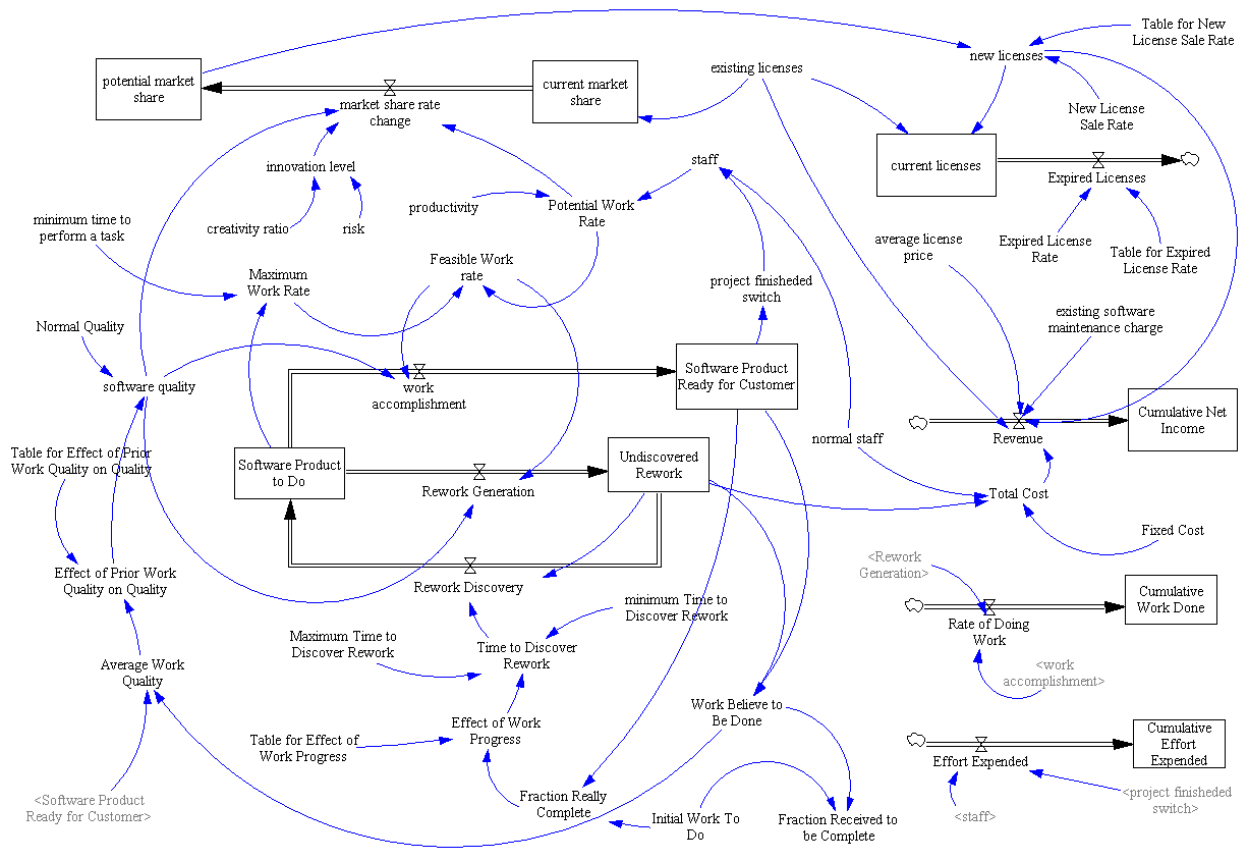 Table for New
License Sale Rate
new licenses
existing licenses
potential market
share
current market
share
market share rate
change
New License
Sale Rate
current licenses
Expired Licenses
innovation level
staff
creativity ratio
risk
productivity
Potential Work
Rate
minimum time to
perform a task
average license
price
Expired License
Rate
Table for Expired
License Rate
Feasible Work
rate
Maximum
Work Rate
project finisheded
switch
existing software
maintenance charge
Normal Quality
software quality
work
accomplishment
Software Product
Ready for Customer
Cumulative Net
Income
Revenue
normal staff
Table for Effect of Prior
Work Quality on Quality
Software Product
to Do
Rework Generation
Undiscovered
Rework
Total Cost
Fixed Cost
Effect of Prior Work
Quality on Quality
Rework Discovery
<Rework
Generation>
Cumulative
Work Done
Rate of Doing
Work
minimum Time to
Discover Rework
Maximum Time to
Discover Rework
Time to Discover
Rework
Average Work
Quality
<work
accomplishment>
Work Believe to
Be Done
Effect of Work
Progress
Table for Effect of
Work Progress
Cumulative
Effort
Expended
Effort Expended
<Software Product
Ready for Customer>
Fraction Really
Complete
Initial Work To
Do
Fraction Received to
be Complete
<staff>
<project finisheded
switch>